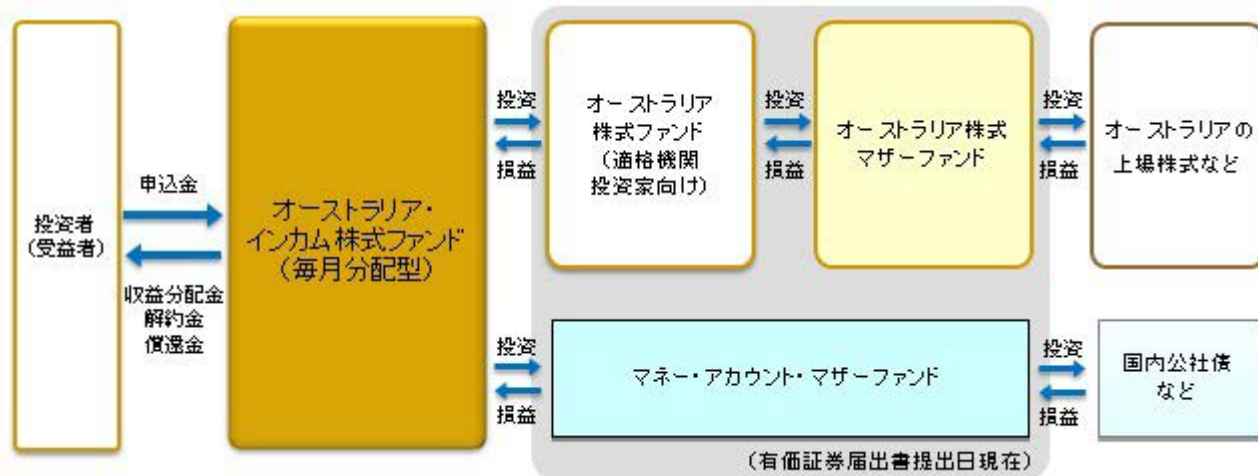 投資者
(受益者)
申込金
収益分配金
解約金
償還金
オーストラリア・
インカム株式ファンド
(毎月分配型)
投資
損益
オーストラリア
株式ファンド
(適格機関
投資家向け)
投資
損益
オーストラリア株式
マザーファンド
投資
損益
オーストラリアの
上場株式など
投資
損益
マネー・アカウント・マザーファンド
投資
損益
国内公社債
など
(有価証券届出書提出日現在)